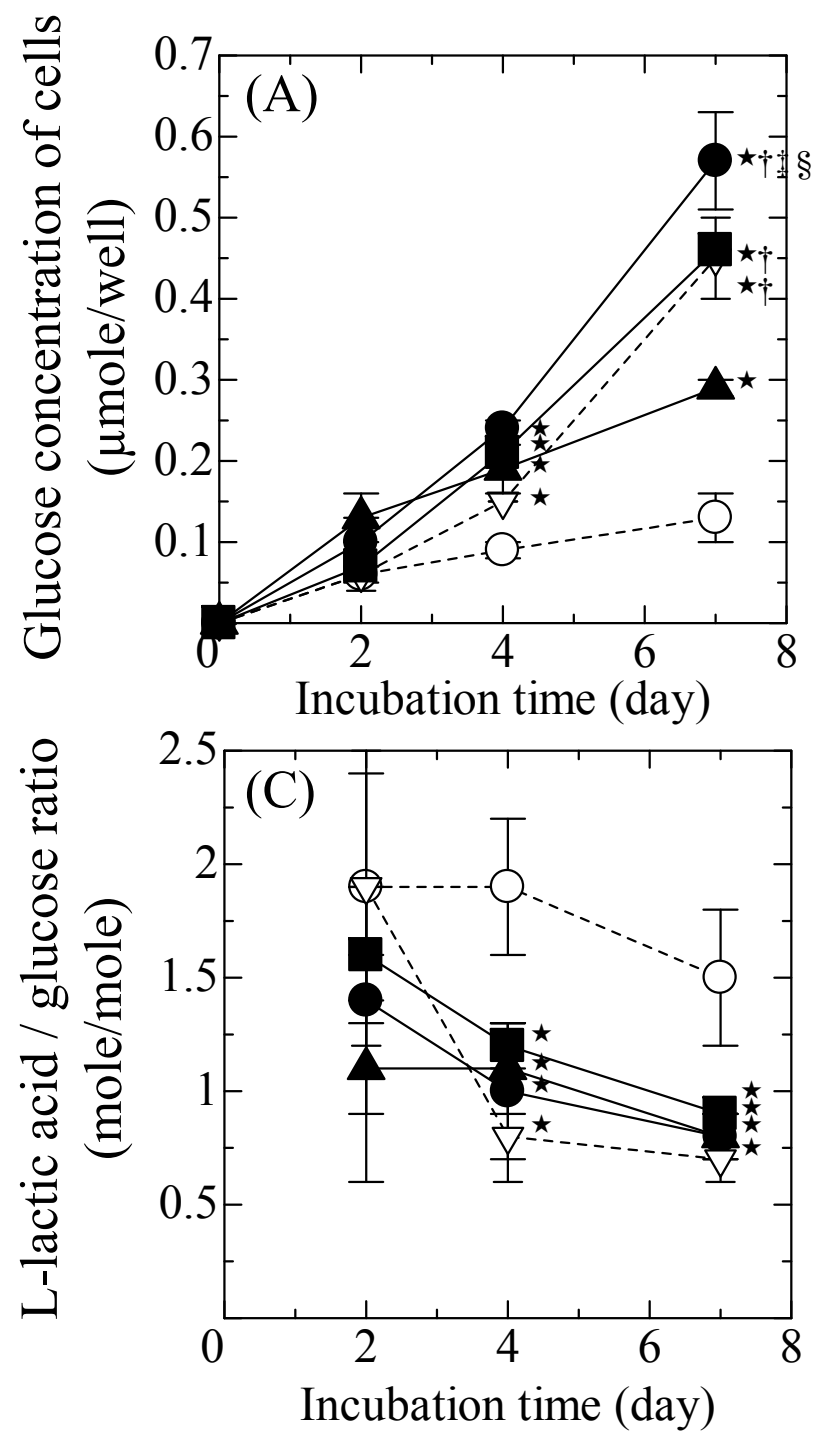 Glucose concentration of cells
(μmole/well)
(A)
0.7
0.6
0.5
0.4
0.3
0.2
0.1
★†‡§
★†
★†
★
★
★
★
★
0 2 4 6 8
Incubation time (day)
L-lactic acid / glucose ratio
(mole/mole)
(C)
2.5
2
1.5
1
0.5
★
★
★
★
★
★
★
★
0 2 4 6 8
Incubation time (day)